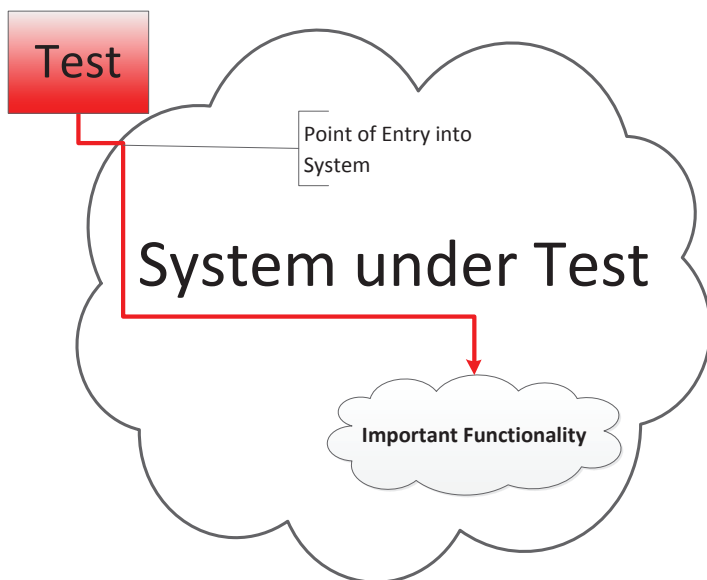 Test
Point of Entry into
System
System under Test
Important Functionality